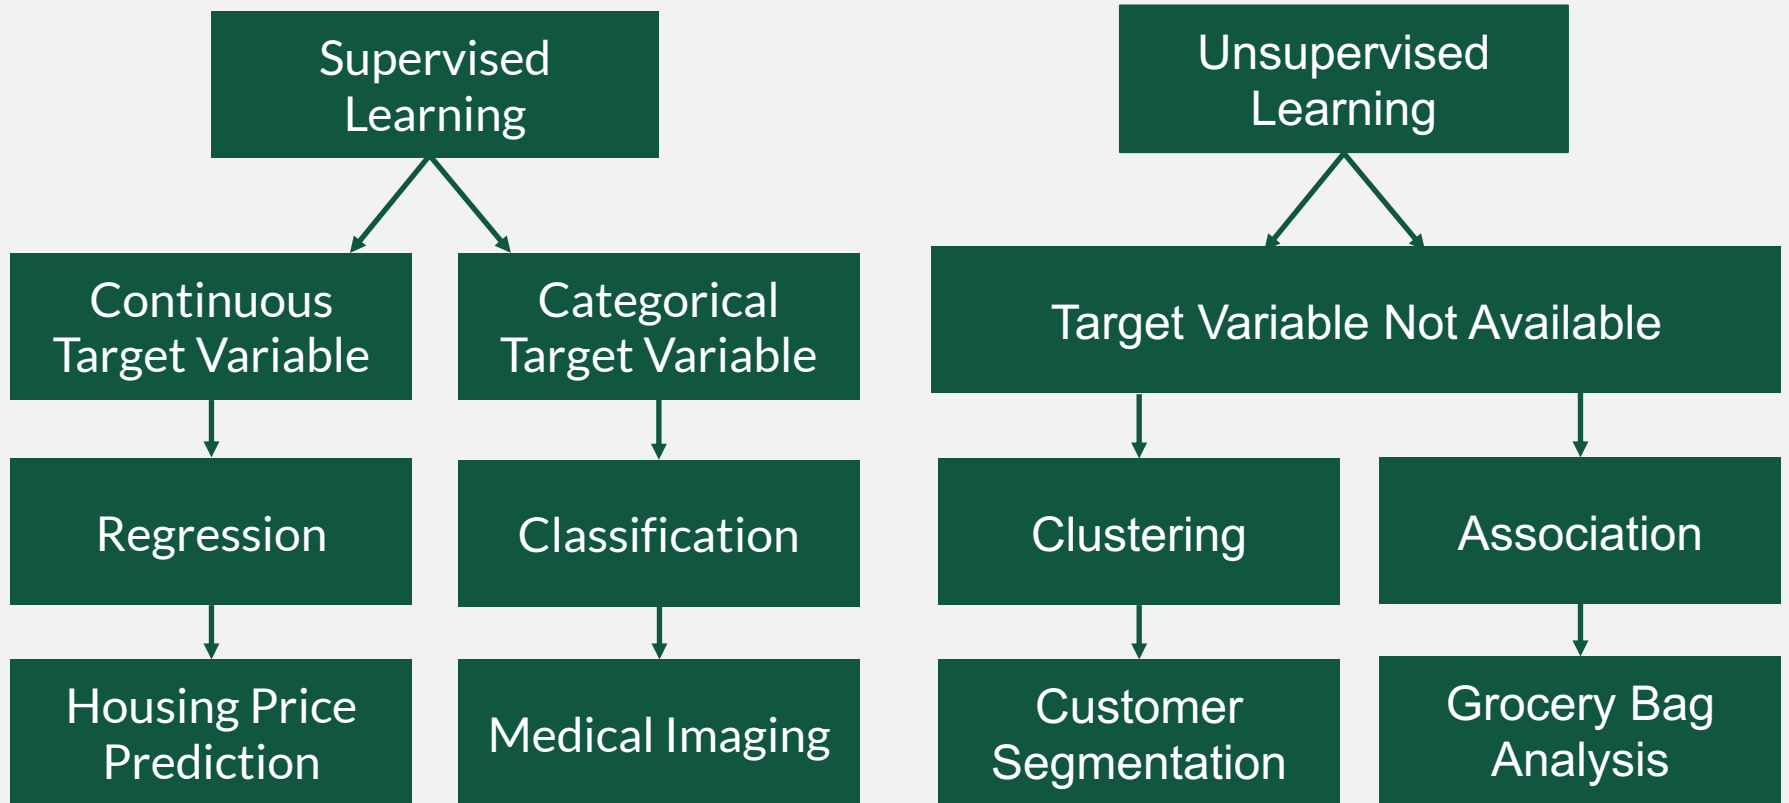 Supervised
Learning
Unsupervised
Learning
Continuous
Target Variable
Categorical
Target Variable
Target Variable Not Available
Regression
Classification
Clustering
Association
Housing Price
Prediction
Medical Imaging
Customer
Segmentation
Grocery Bag
Analysis